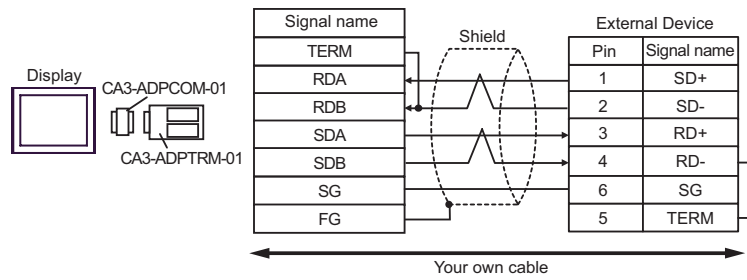 Display
CA3-ADPCOM-01
CA3-ADPTRM-01
Signal name
TERM
RDA
RDB
SDA
SDB
SG
FG
Shield
External Device
Pin Signal name
1 SD+
2 SD-
3 RD+
4 RD-
6 SG
5 TERM
Your own cable